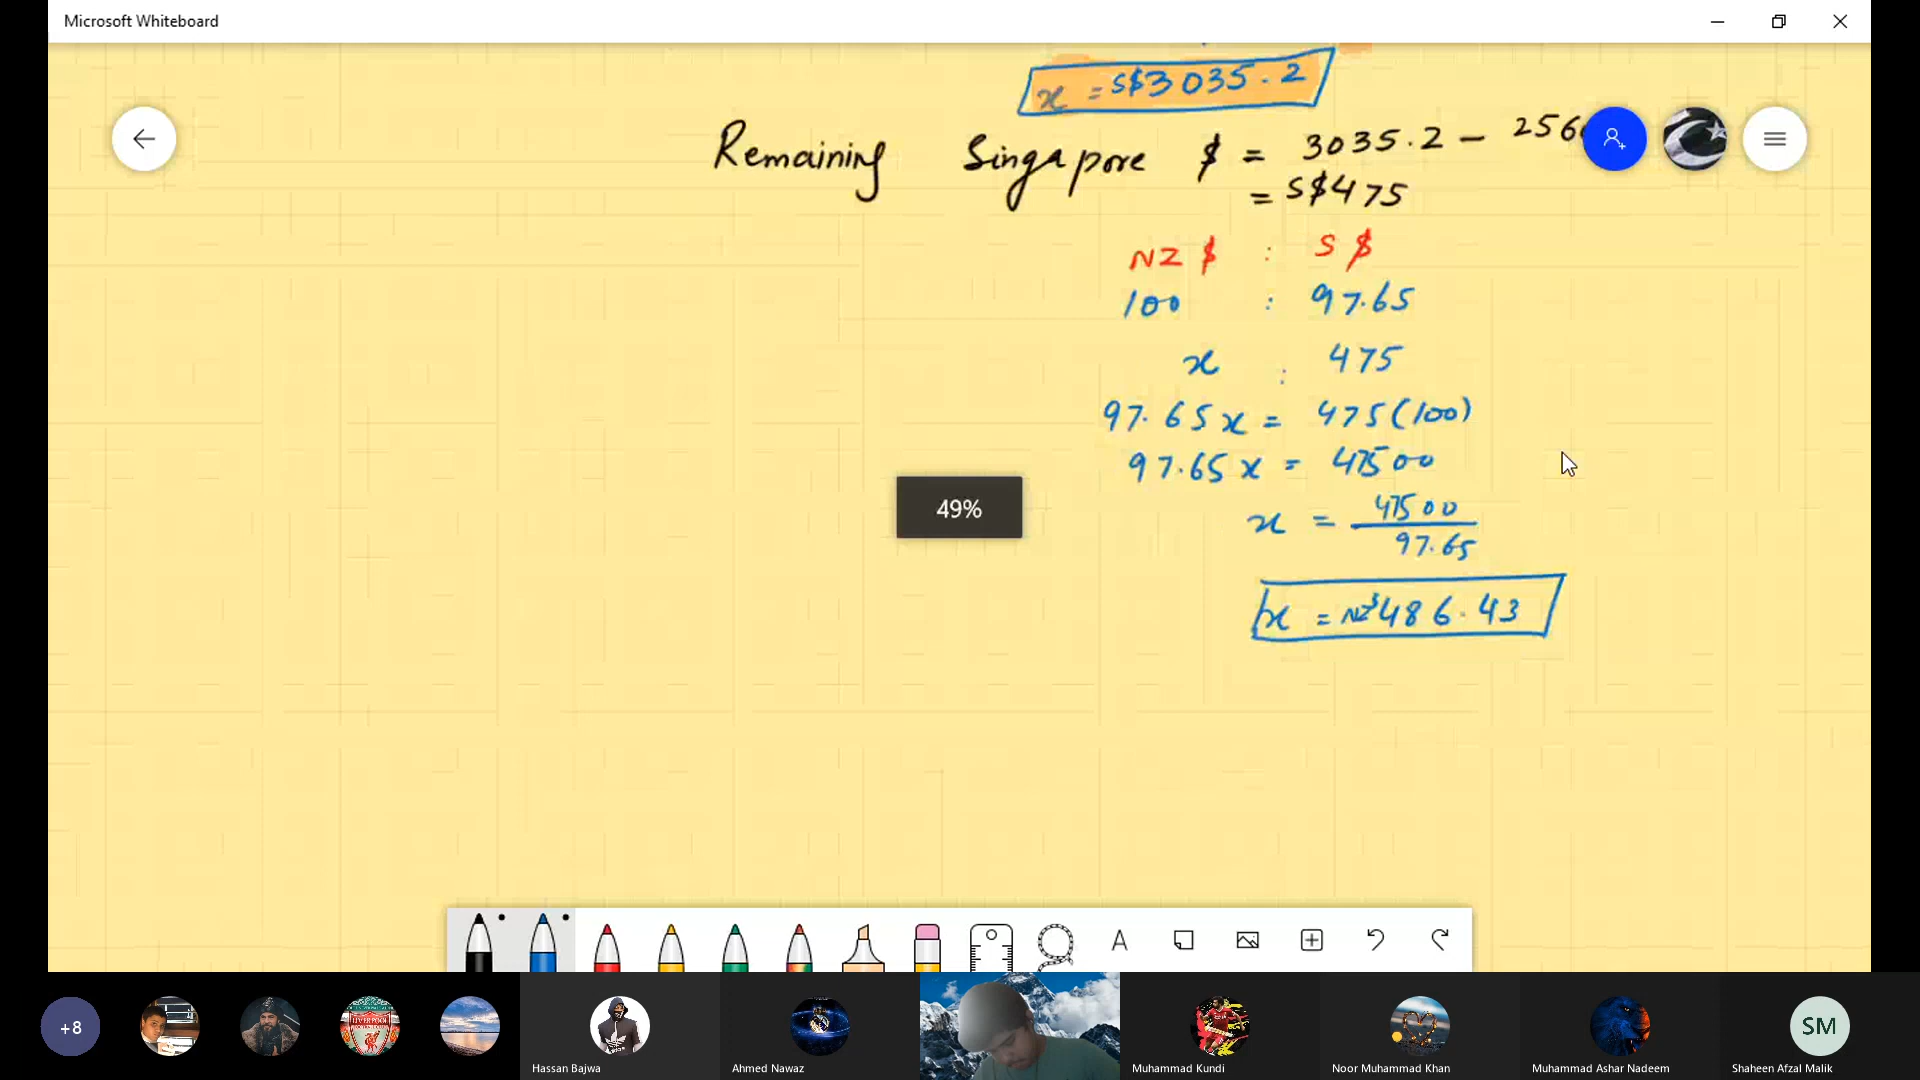 Microsoft Whiteboard
x = S$3035.2
Remaining Singapore $ = 3035.2 - 256
= S$475
NZ $ : S $
100 : 97.65
x : 475
97.65x = 475(100)
97.65x = 47500
x = 47500
97.65
x = NZ$486.43
49%
+8
Hassan Bajwa
Ahmed Nawaz
Muhammad Kundi
Noor Muhammad Khan
Muhammad Ashar Nadeem
SM
Shaheen Afzal Malik